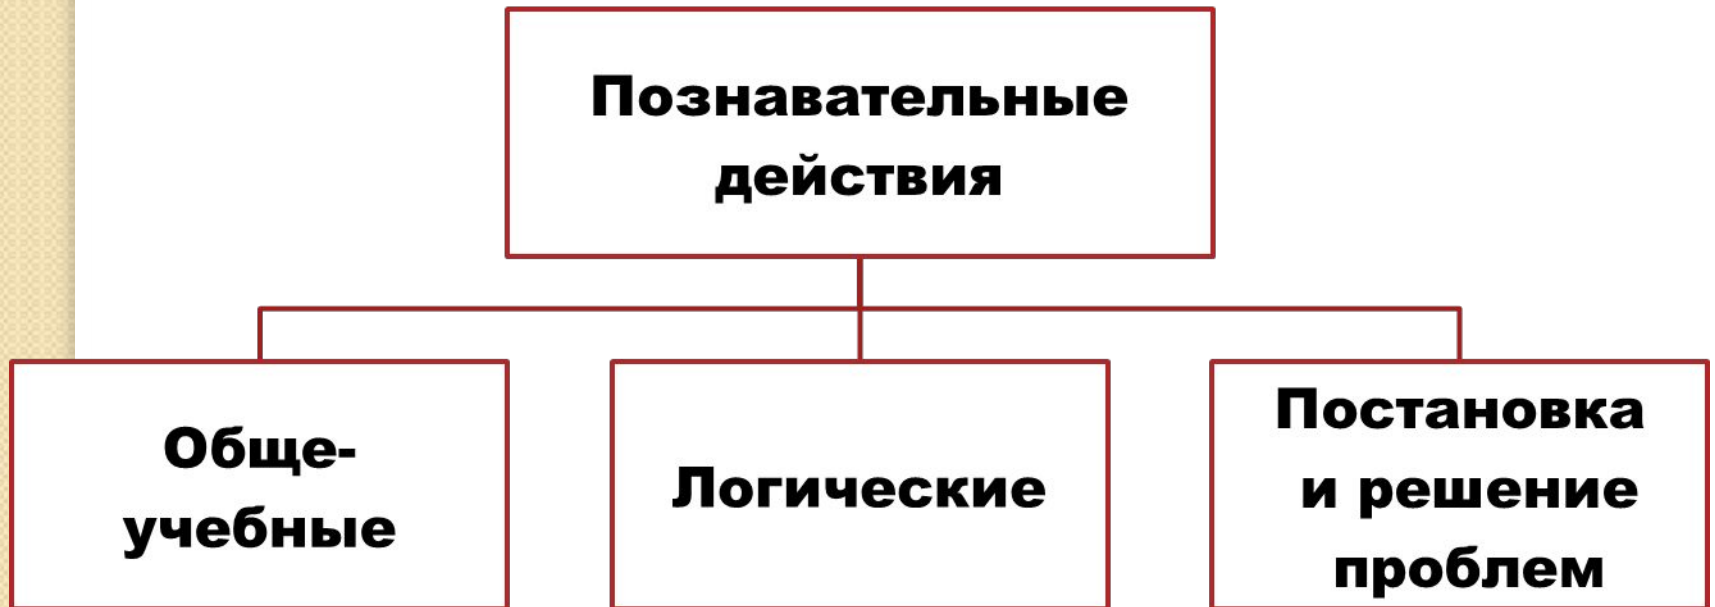 Познавательные
действия
Обще-
учебные
Логические
Постановка
и решение
проблем